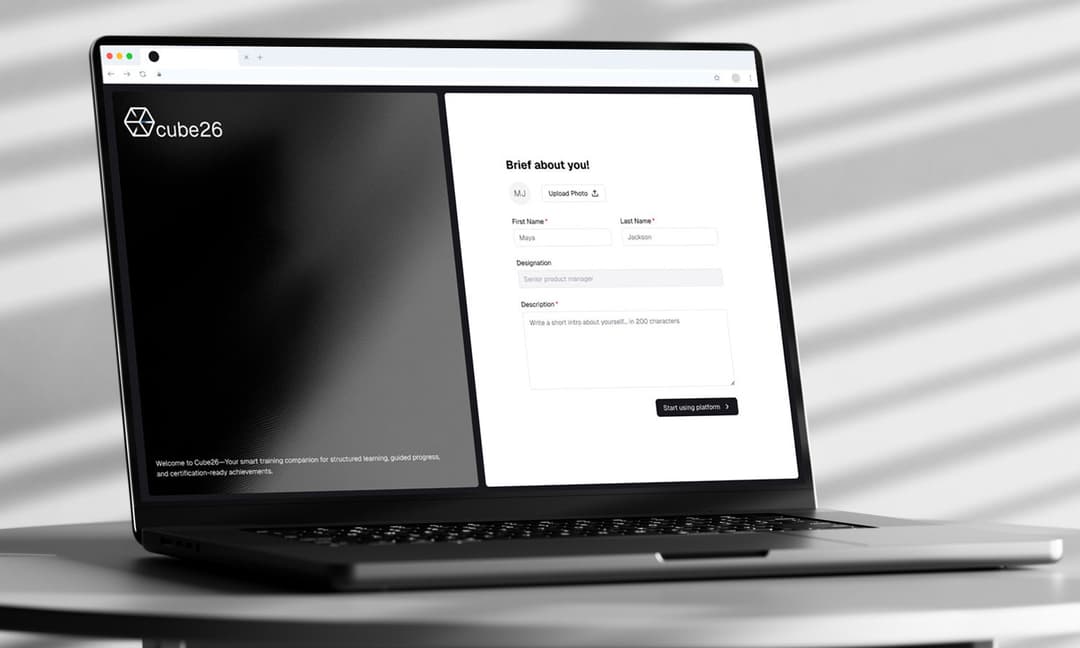 cube26
Welcome to Cube26—Your smart training companion for structured learning, guided progress,
and certification-ready achievements.
Brief about you!
MJ
Upload Photo
First Name*
Last Name*
Maya
Jackson
Designation
Senior product manager
Description*
Write a short intro about yourself... in 200 characters
Start using platform